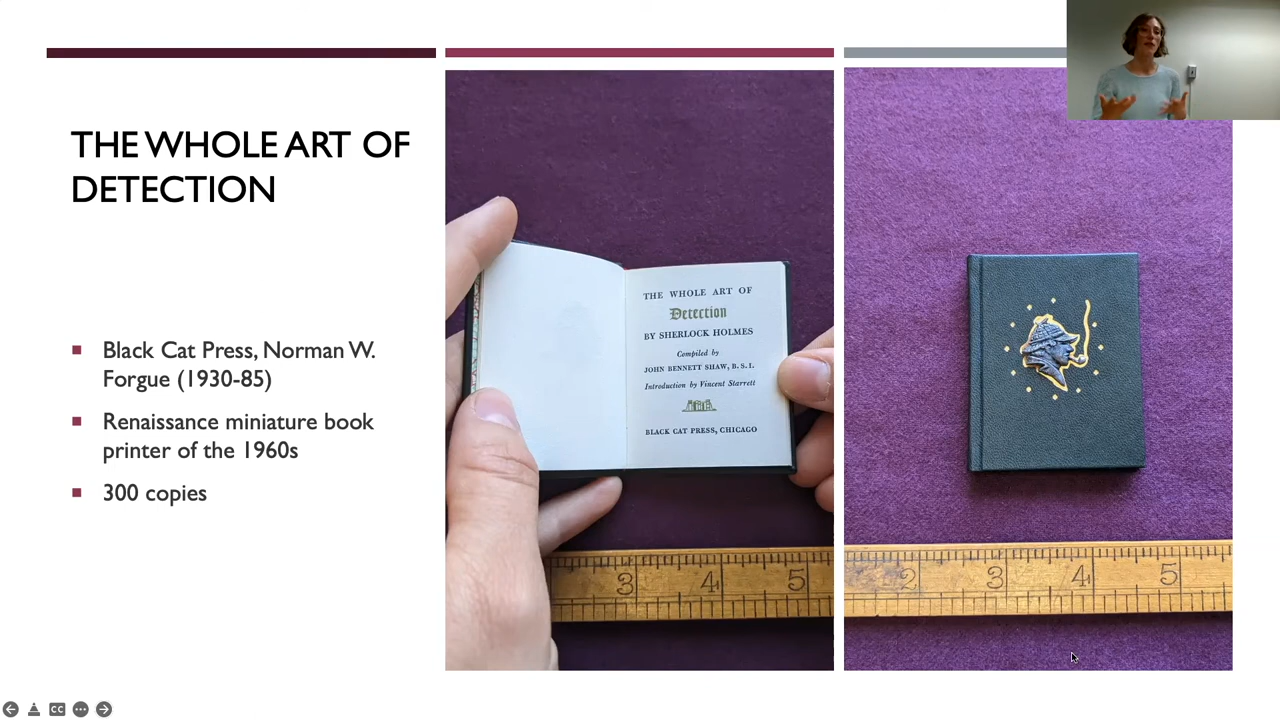 THE WHOLE ART OF
DETECTION
Black Cat Press, Norman W.
Forgue (1930-85)
Renaissance miniature book
printer of the 1960s
300 copies
THE WHOLE ART OF
Detection
BY SHERLOCK HOLMES
Compiled by
JOHN BENNETT SHAW, B. S. I.
Introduction by Vincent Starrett
BLACK CAT PRESS, CHICAGO
3 4 5
2 3 4 5
CC